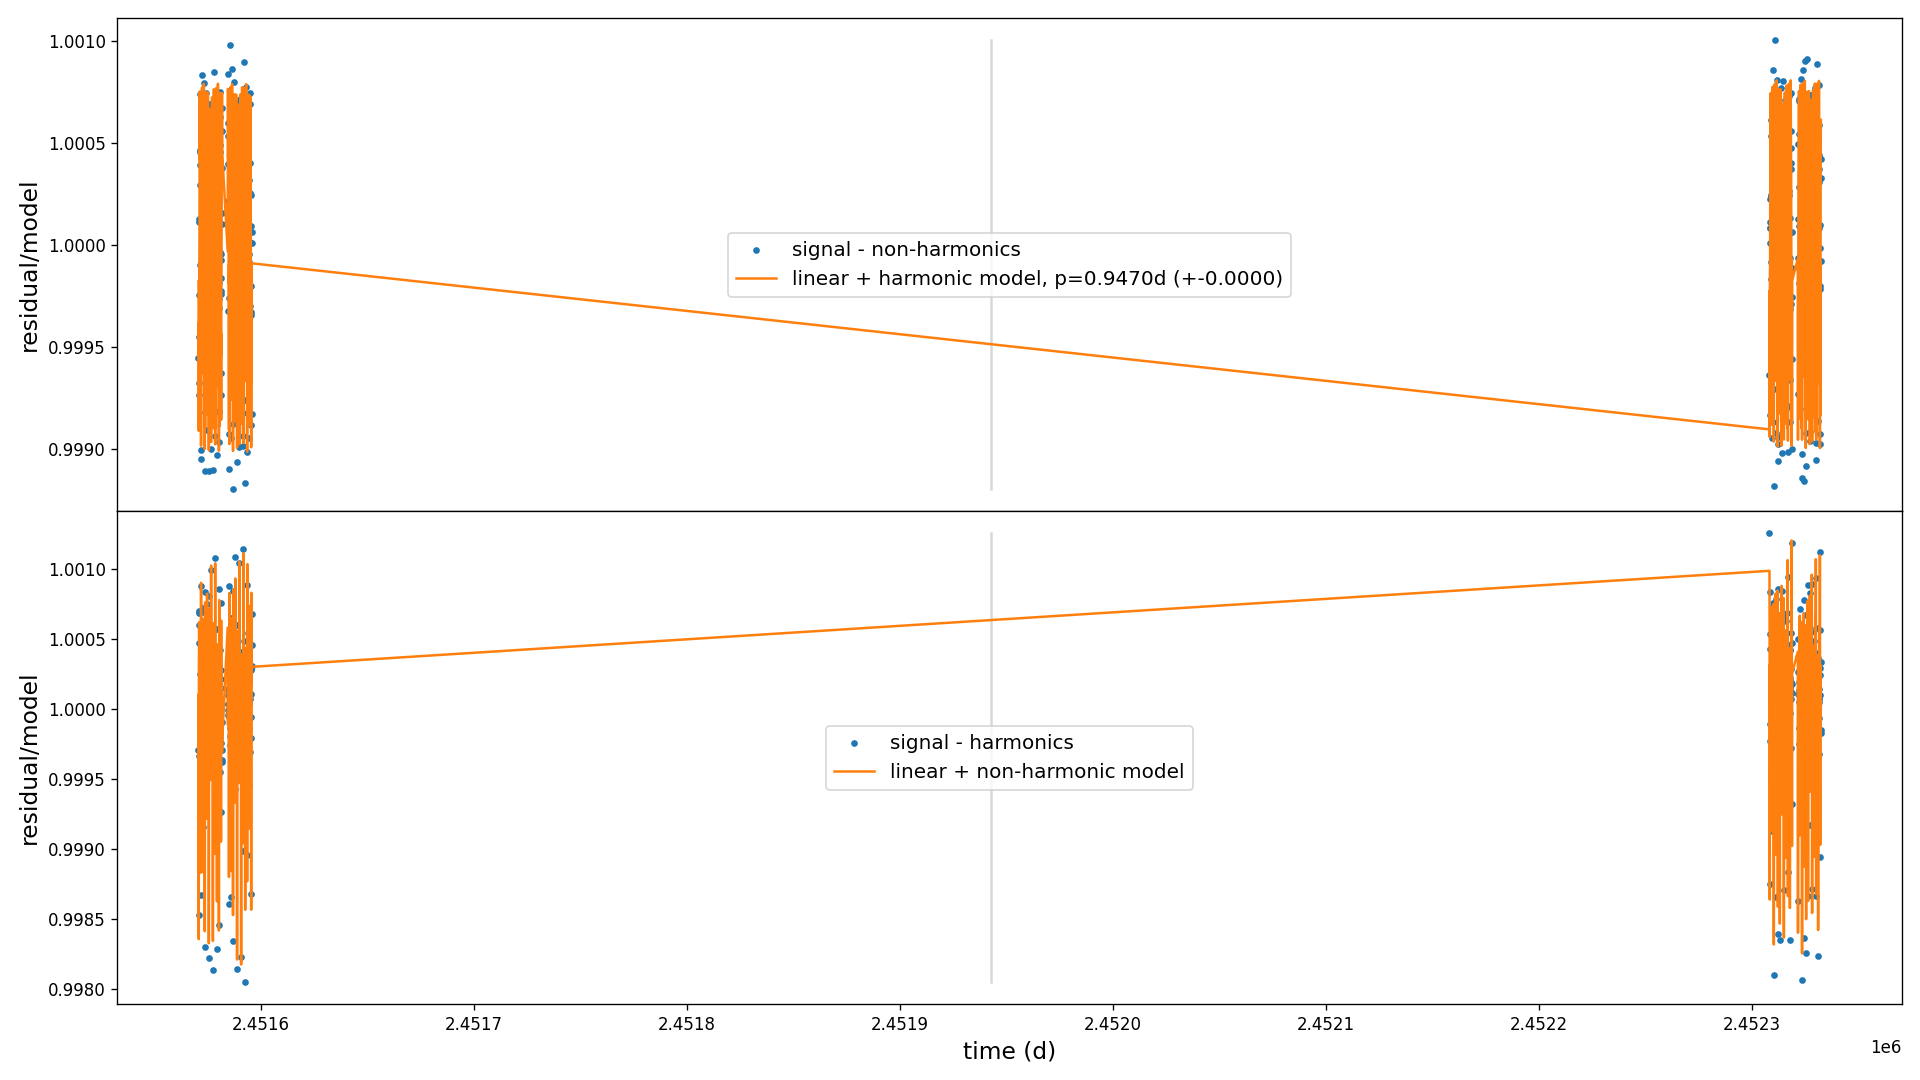 1.0010
1.0005
1.0000
0.9995
0.9990
residual/model
signal - non-harmonics
linear + harmonic model, p=0.9470d (+-0.0000)
1.0010
1.0005
1.0000
0.9995
0.9990
0.9985
0.9980
residual/model
signal - harmonics
linear + non-harmonic model
2.4516 2.4517 2.4518 2.4519 2.4520 2.4521 2.4522 2.4523
time (d)
1e6